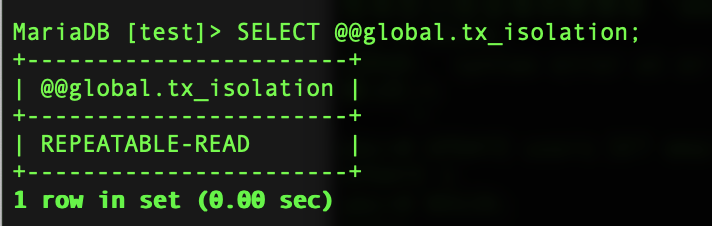 MariaDB [test]> SELECT @@global.tx_isolation;
+-----------------------+
| @@global.tx_isolation |
+-----------------------+
| REPEATABLE-READ       |
+-----------------------+
1 row in set (0.00 sec)